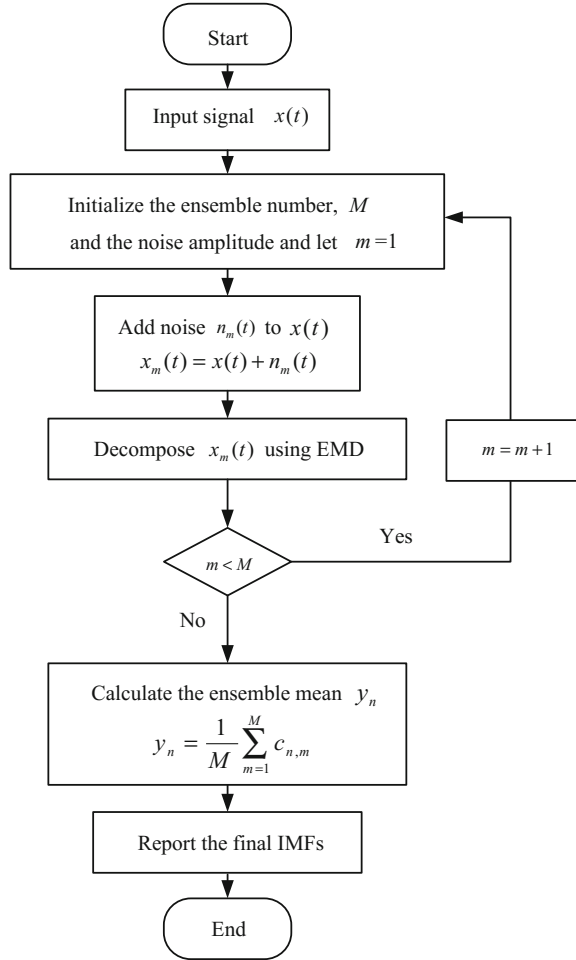 Start
Input signal x(t)
Initialize the ensemble number, M
and the noise amplitude and let m=1
Add noise n_m(t) to x(t)
x_m(t) = x(t) + n_m(t)
Decompose x_m(t) using EMD
m = m+1
m < M
Yes
No
Calculate the ensemble mean y_n
y_n = \frac{1}{M} \sum_{m=1}^{M} c_{n,m}
Report the final IMFs
End